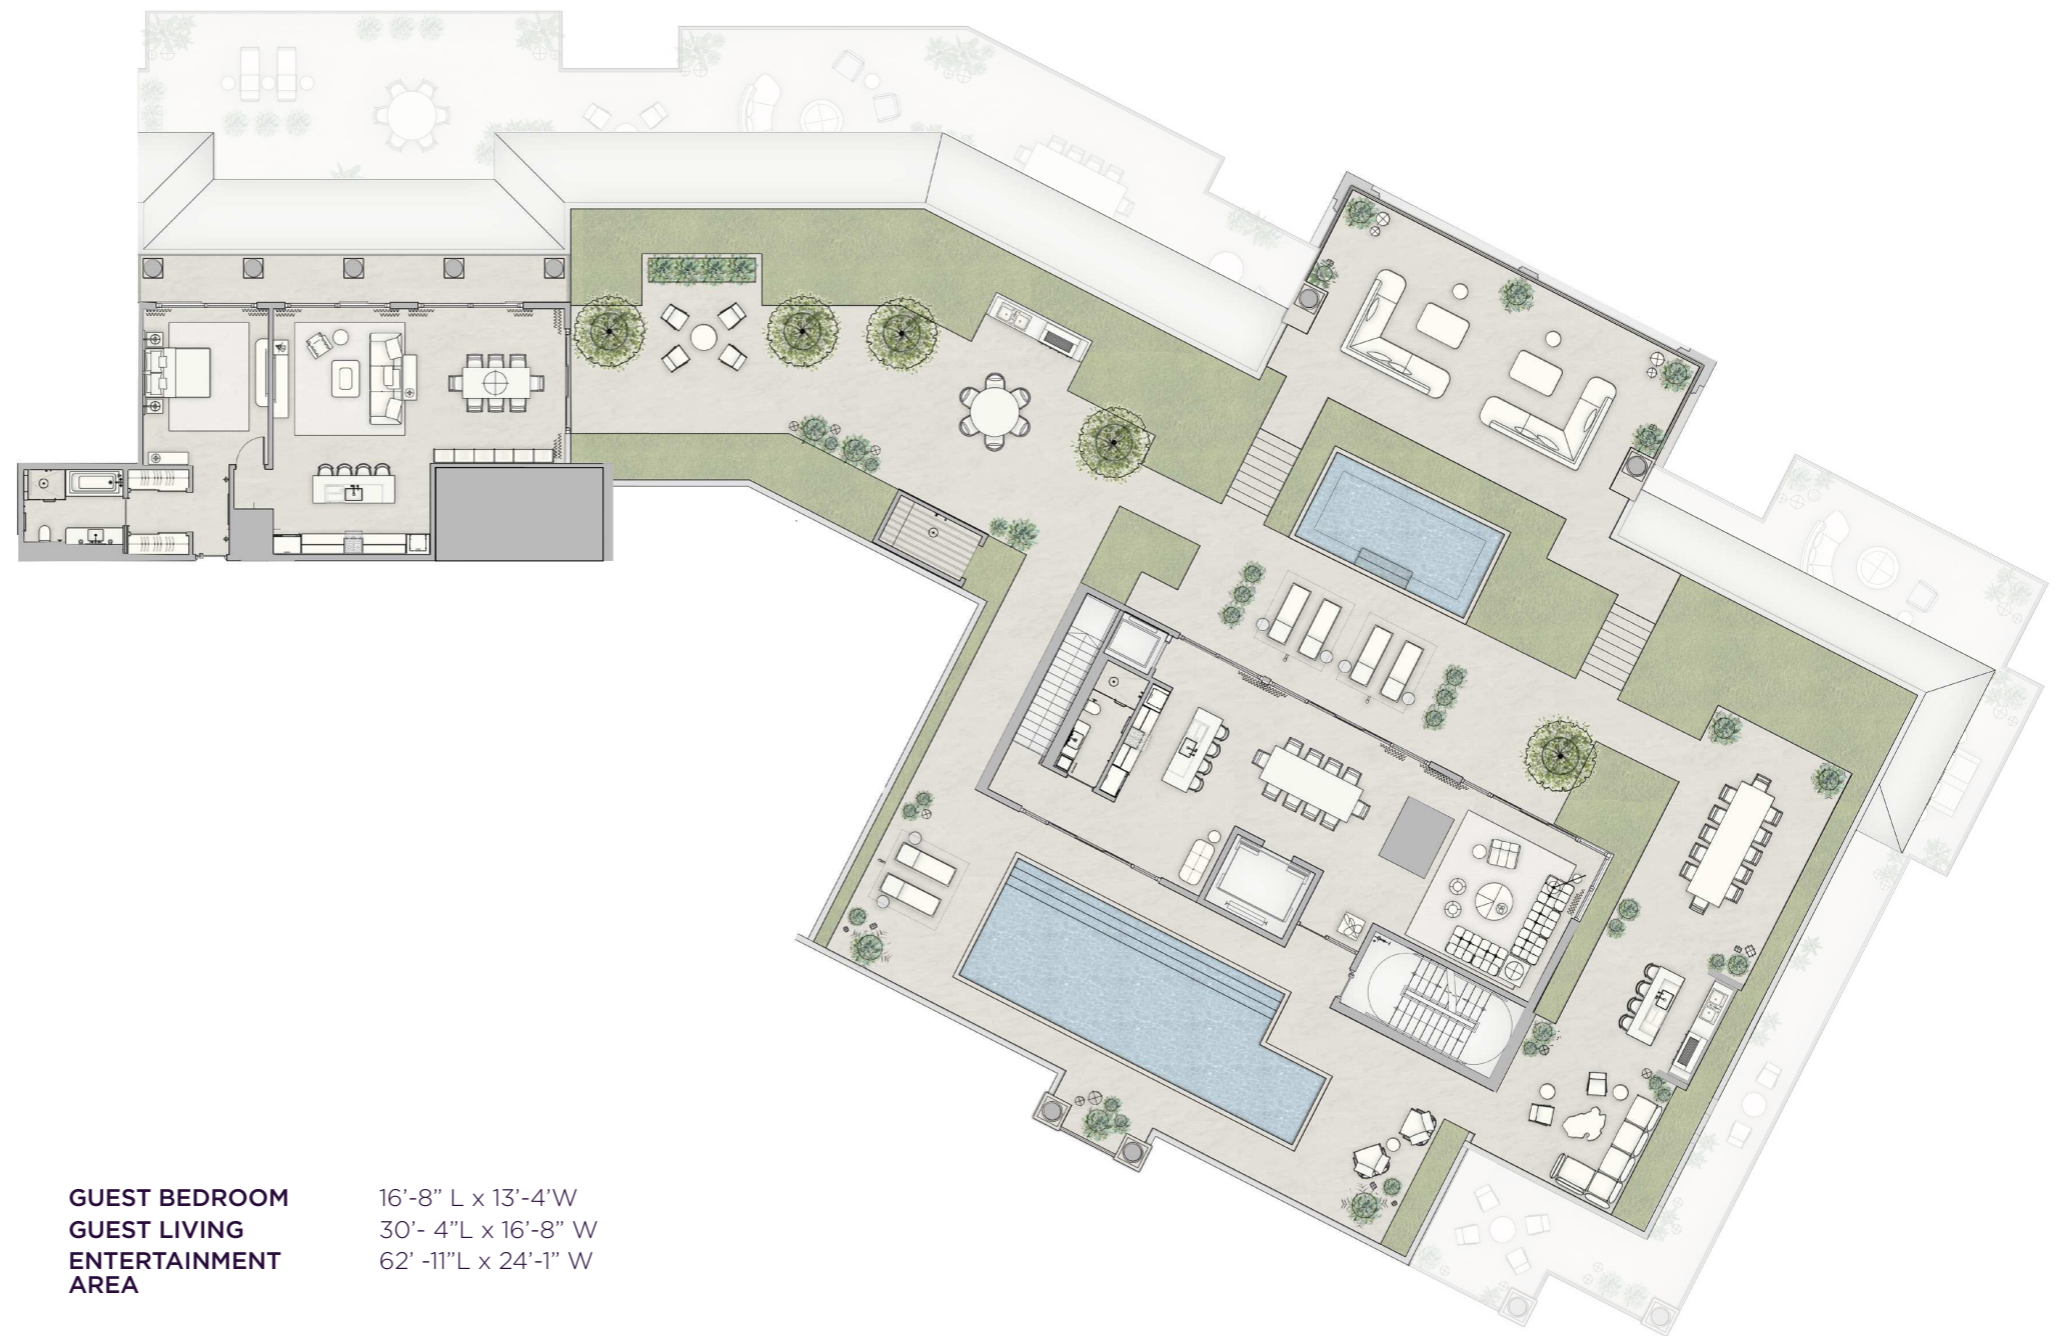 GUEST BEDROOM 16’-8” L x 13’-4’W
GUEST LIVING 30’- 4”L x 16’-8” W
ENTERTAINMENT 62’ -11”L x 24’-1” W
AREA